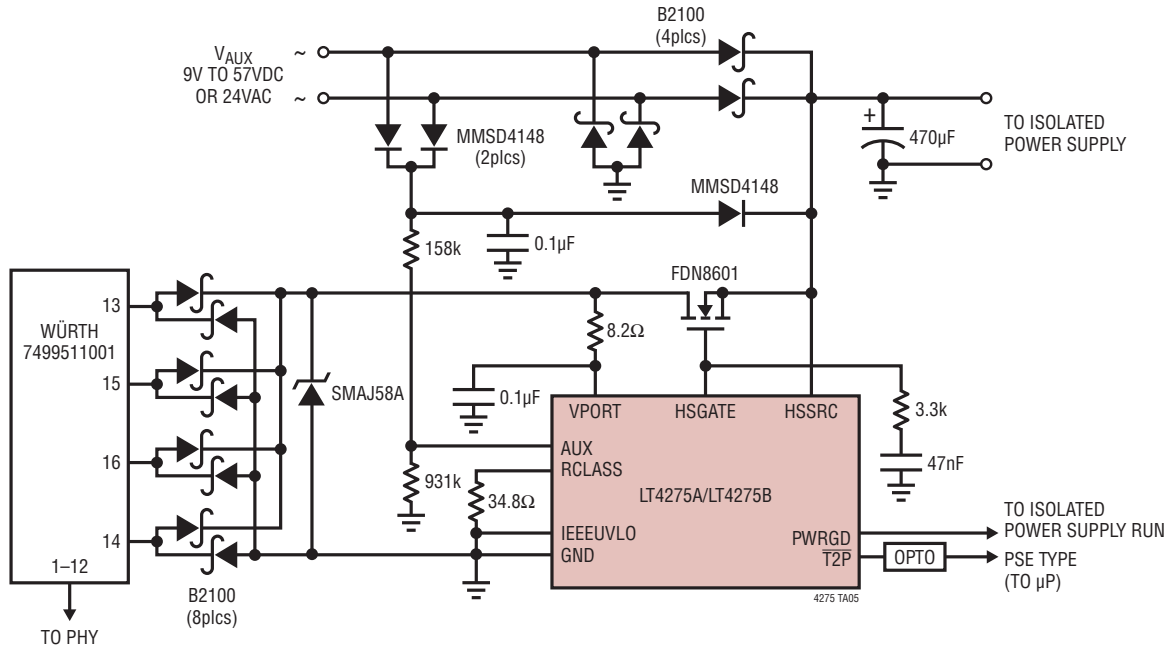 B2100
(4plcs)
VAUX
9V TO 57VDC
OR 24VAC
~
~
+
470µF
TO ISOLATED
POWER SUPPLY
MMSD4148
(2plcs)
MMSD4148
158k
0.1µF
FDN8601
WÜRTH
7499511001
13
15
16
14
1–12
TO PHY
B2100
(8plcs)
SMAJ58A
8.2Ω
0.1µF
3.3k
47nF
VPORT
HSGATE
HSSRC
AUX
RCLASS
931k
34.8Ω
LT4275A/LT4275B
IEEEUVLO
GND
PWRGD
T2P
OPTO
TO ISOLATED
POWER SUPPLY RUN
PSE TYPE
(TO µP)
4275 TA05